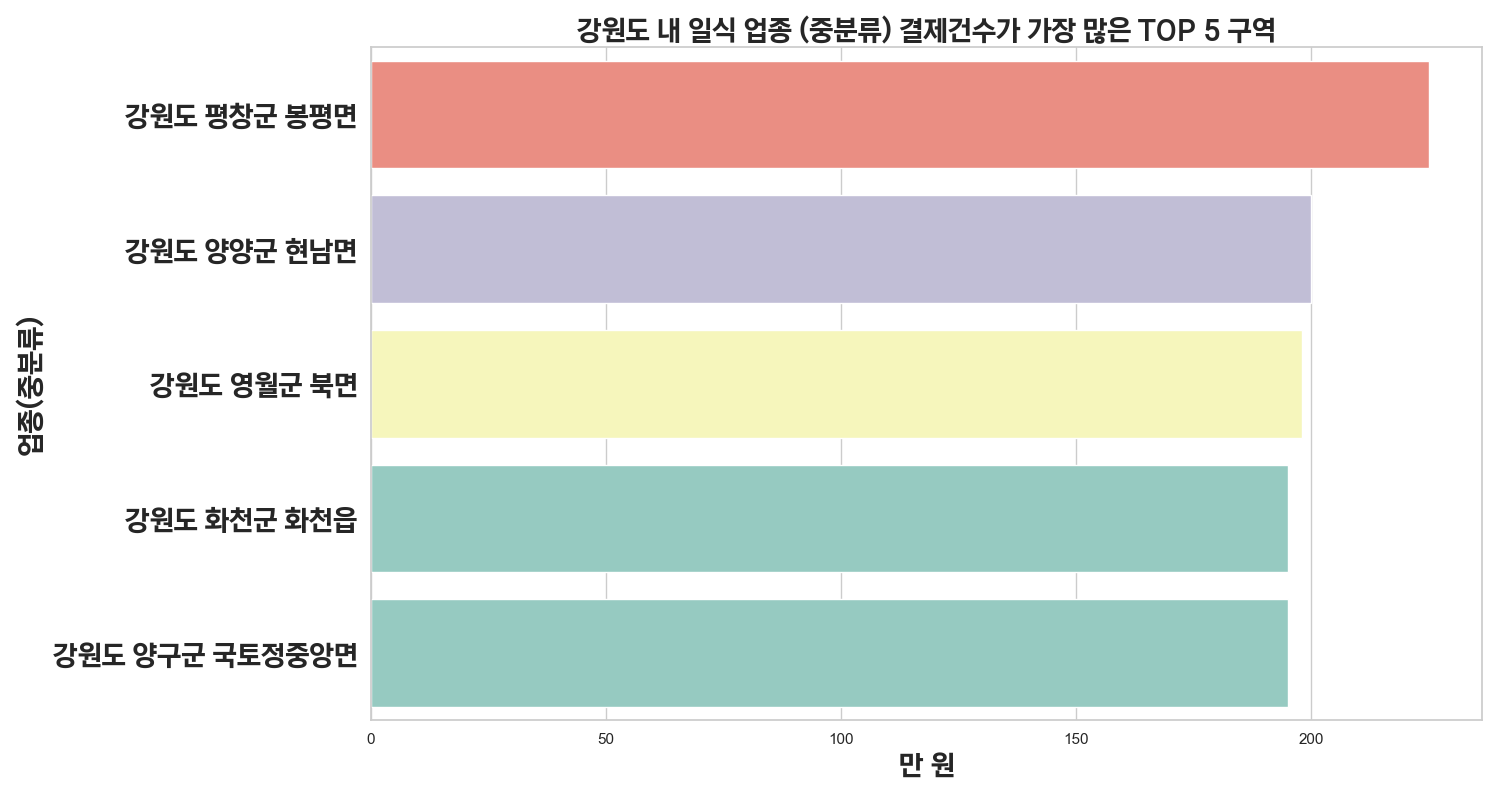 강원도 내 일식 업종 (중분류) 결제건수가 가장 많은 TOP 5 구역
업종(중분류)
강원도 평창군 봉평면
강원도 양양군 현남면
강원도 영월군 북면
강원도 화천군 화천읍
강원도 양구군 국토정중앙면
0 50 100 150 200
만 원